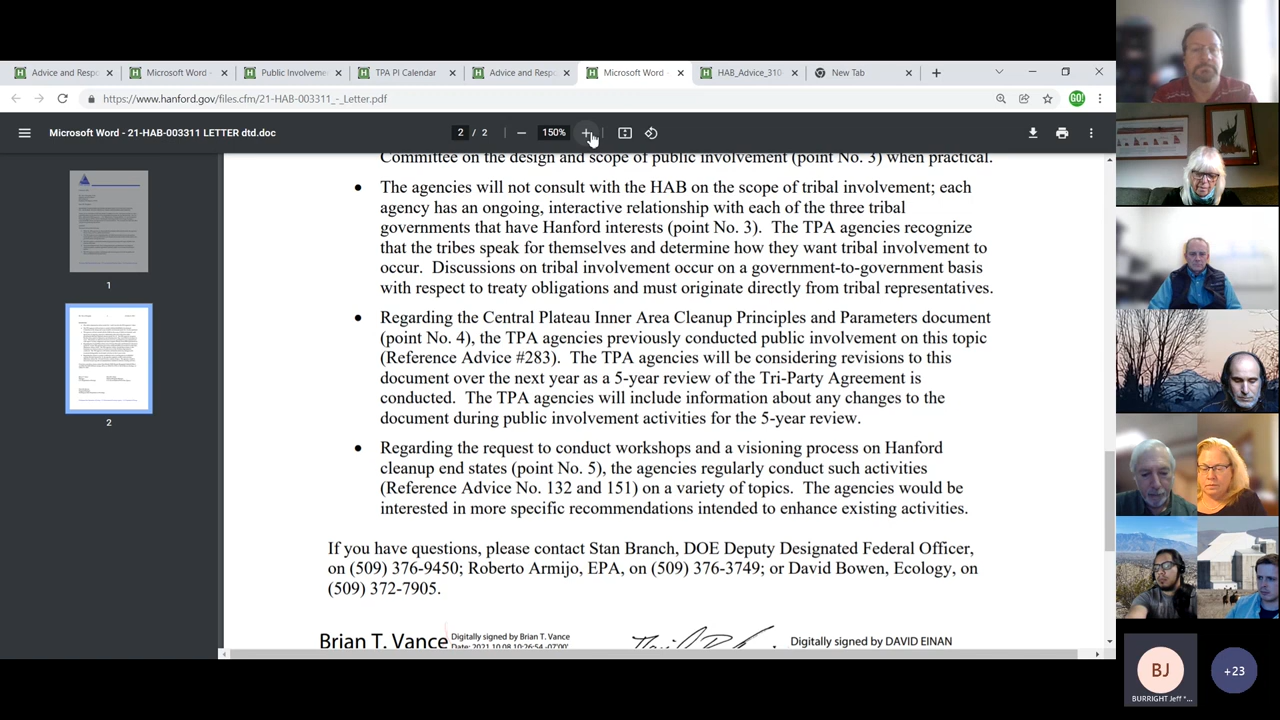 Advice and Resp
Microsoft Word -
Public Involveme
TPA PI Calendar
Advice and Resp
Microsoft Word -
HAB_Advice_310
New Tab
https://www.hanford.gov/files.cfm/21-HAB-003311_-_Letter.pdf
GO!
Microsoft Word - 21-HAB-003311 LETTER dtd.doc
2 / 2
150%
Committee on the design and scope of public involvement (point No. 3) when practical.
• The agencies will not consult with the HAB on the scope of tribal involvement; each
agency has an ongoing, interactive relationship with each of the three tribal
governments that have Hanford interests (point No. 3).  The TPA agencies recognize
that the tribes speak for themselves and determine how they want tribal involvement to
occur.  Discussions on tribal involvement occur on a government-to-government basis
with respect to treaty obligations and must originate directly from tribal representatives.
• Regarding the Central Plateau Inner Area Cleanup Principles and Parameters document
(point No. 4), the TPA agencies previously conducted public involvement on this topic
(Reference Advice #283).  The TPA agencies will be considering revisions to this
document over the next year as a 5-year review of the Tri-Party Agreement is
conducted.  The TPA agencies will include information about any changes to the
document during public involvement activities for the 5-year review.
• Regarding the request to conduct workshops and a visioning process on Hanford
cleanup end states (point No. 5), the agencies regularly conduct such activities
(Reference Advice No. 132 and 151) on a variety of topics.  The agencies would be
interested in more specific recommendations intended to enhance existing activities.
If you have questions, please contact Stan Branch, DOE Deputy Designated Federal Officer,
on (509) 376-9450; Roberto Armijo, EPA, on (509) 376-3749; or David Bowen, Ecology, on
(509) 372-7905.
Brian T. Vance
Digitally signed by Brian T. Vance
Date: 2021.10.08 10:26:54 -07'00'
Digitally signed by DAVID EINAN
1
2
BJ
BURRIGHT Jeff *...
+23